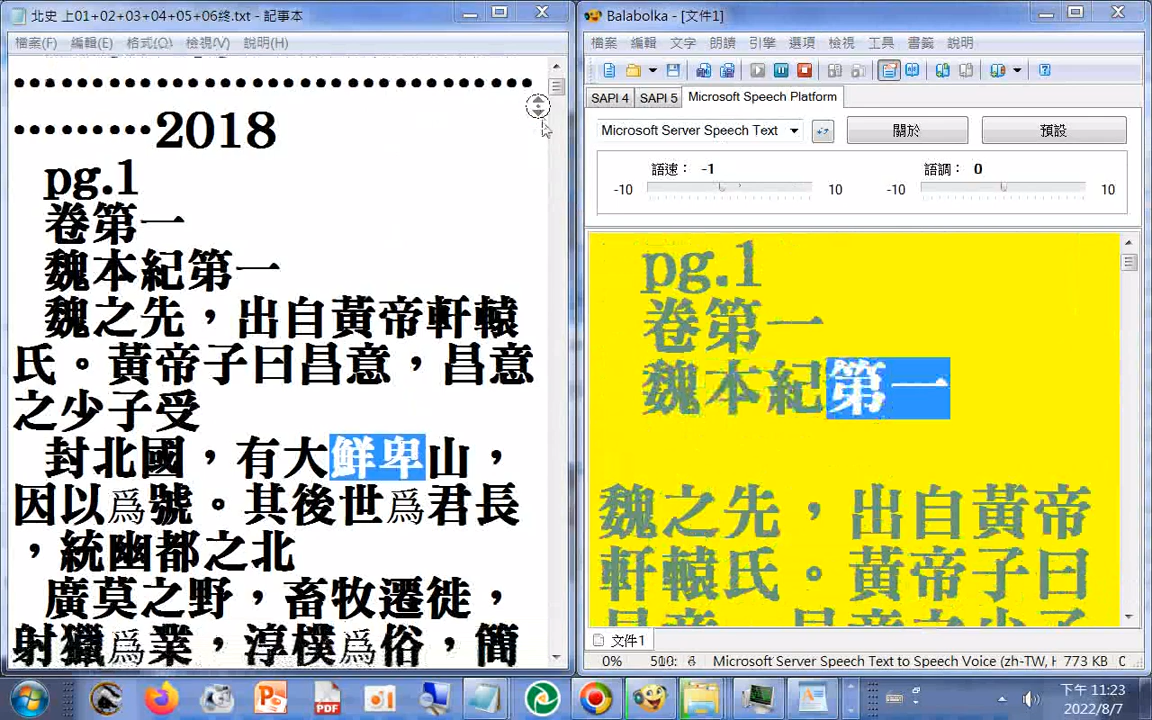 北史 上01+02+03+04+05+06终.txt - 記事本
檔案(F) 編輯(E) 格式(O) 檢視(V) 說明(H)
•••••••••••••••••••••••••••••••••
•••••••••2018
pg.1
卷第一
魏本紀第一
魏之先，出自黃帝軒轅
氏。黃帝子曰昌意，昌意
之少子受
封北國，有大鮮卑山，
因以爲號。其後世爲君長
，統幽都之北
廣莫之野，畜牧遷徙，
射獵爲業，淳樸爲俗，簡
Balabolka - [文件1]
檔案 編輯 文字 朗讀 引擎 選項 檢視 工具 書籤 說明
SAPI 4 SAPI 5 Microsoft Speech Platform
Microsoft Server Speech Text 關於 預設
語速： -1 語調： 0
-10 10 -10 10
pg.1
卷第一
魏本紀第一
魏之先，出自黃帝
軒轅氏。黃帝子曰
昌意，昌意之少子
文件1
0% 510: 6 Microsoft Server Speech Text to Speech Voice (zh-TW, H 773 KB
下午 11:23
2022/8/7